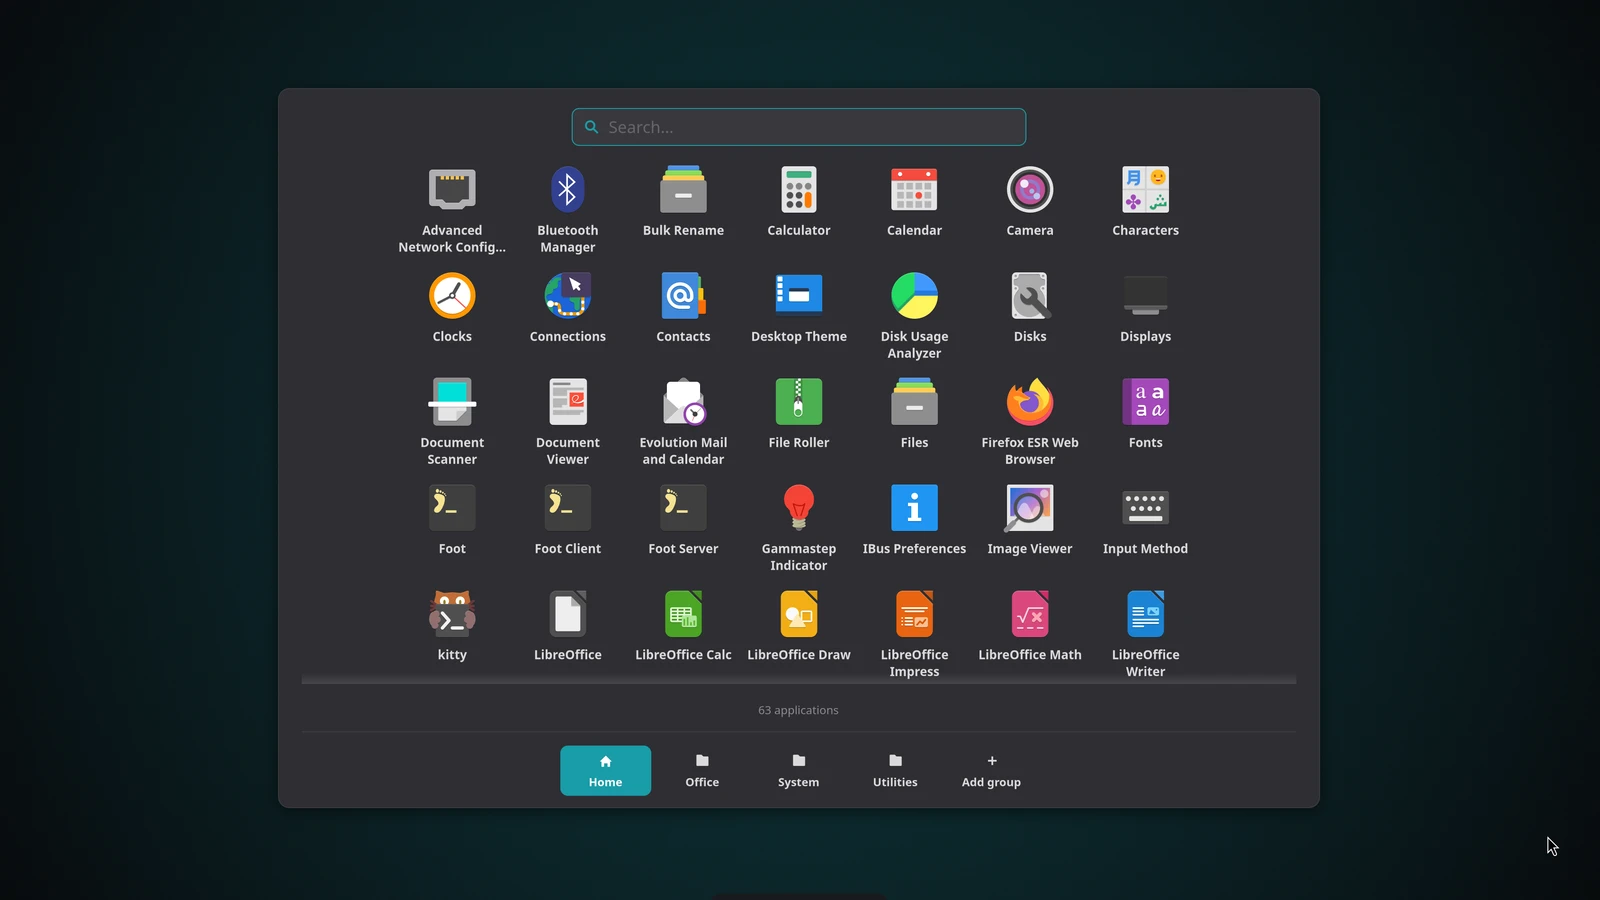 Search...
Advanced
Network Config...
Bluetooth
Manager
Bulk Rename
Calculator
Calendar
Camera
Characters
Clocks
Connections
Contacts
Desktop Theme
Disk Usage
Analyzer
Disks
Displays
Document
Scanner
Document
Viewer
Evolution Mail
and Calendar
File Roller
Files
Firefox ESR Web
Browser
Fonts
Foot
Foot Client
Foot Server
Gammastep
Indicator
IBus Preferences
Image Viewer
Input Method
kitty
LibreOffice
LibreOffice Calc
LibreOffice Draw
LibreOffice
Impress
LibreOffice Math
LibreOffice
Writer
63 applications
Home
Office
System
Utilities
Add group